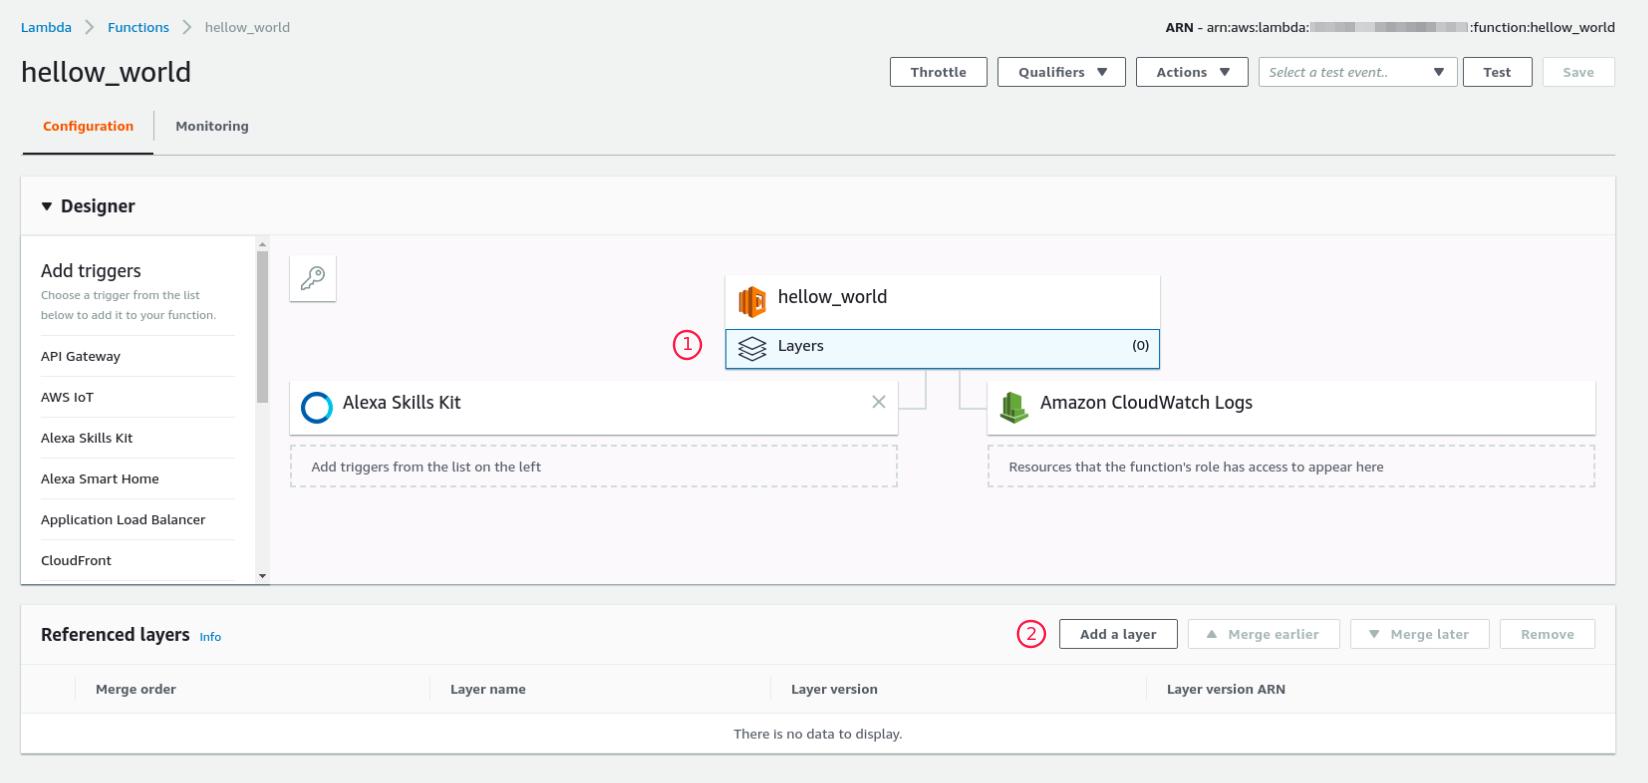 Lambda > Functions > hellow_world
ARN - arn:aws:lambda: :function:hellow_world
hellow_world
Throttle Qualifiers Actions Select a test event.. Test Save
Configuration Monitoring
Designer
Add triggers
Choose a trigger from the list
below to add it to your function.
API Gateway
AWS IoT
Alexa Skills Kit
Alexa Smart Home
Application Load Balancer
CloudFront
hellow_world
1 Layers (0)
Alexa Skills Kit
Amazon CloudWatch Logs
Add triggers from the list on the left
Resources that the function's role has access to appear here
Referenced layers Info
2 Add a layer Merge earlier Merge later Remove
Merge order Layer name Layer version Layer version ARN
There is no data to display.